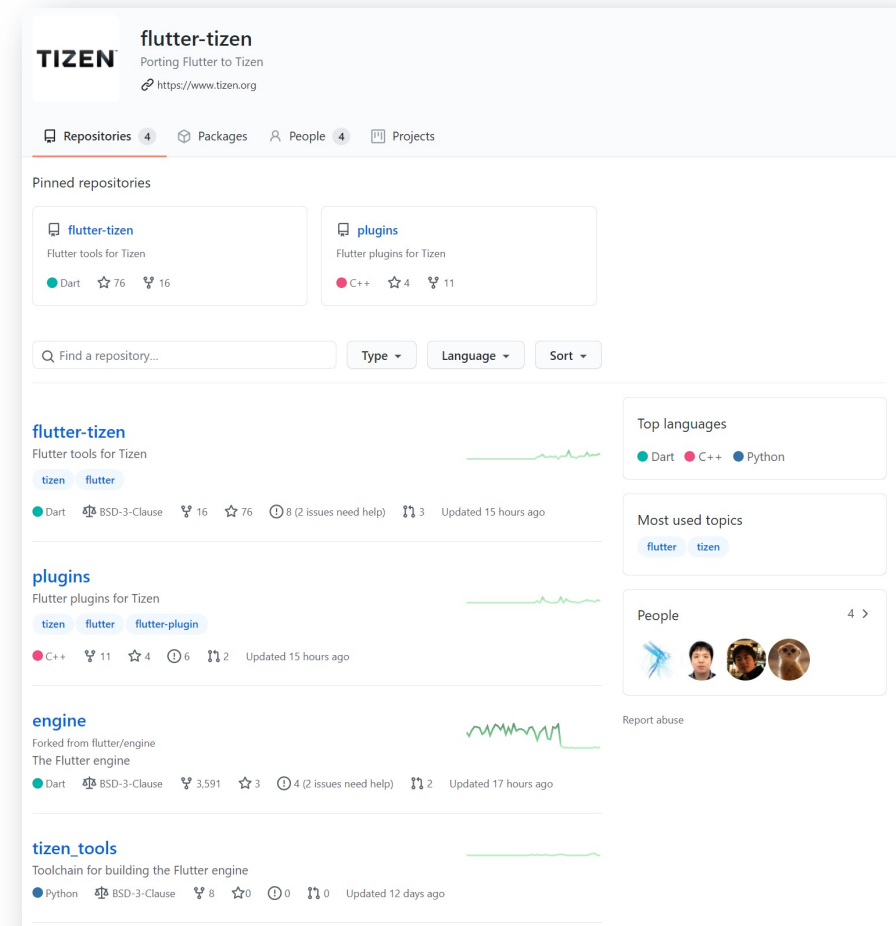 TIZEN™
flutter-tizen
Porting Flutter to Tizen
https://www.tizen.org
Repositories 4 Packages People 4 Projects
Pinned repositories
flutter-tizen
Flutter tools for Tizen
Dart 76 16
plugins
Flutter plugins for Tizen
C++ 4 11
Find a repository... Type Language Sort
flutter-tizen
Flutter tools for Tizen
tizen flutter
Dart BSD-3-Clause 16 76 8 (2 issues need help) 3 Updated 15 hours ago
plugins
Flutter plugins for Tizen
tizen flutter flutter-plugin
C++ 11 4 6 2 Updated 15 hours ago
engine
Forked from flutter/engine
The Flutter engine
Dart BSD-3-Clause 3,591 3 4 (2 issues need help) 2 Updated 17 hours ago
tizen_tools
Toolchain for building the Flutter engine
Python BSD-3-Clause 8 0 0 0 Updated 12 days ago
Top languages
Dart C++ Python
Most used topics
flutter tizen
People 4
Report abuse